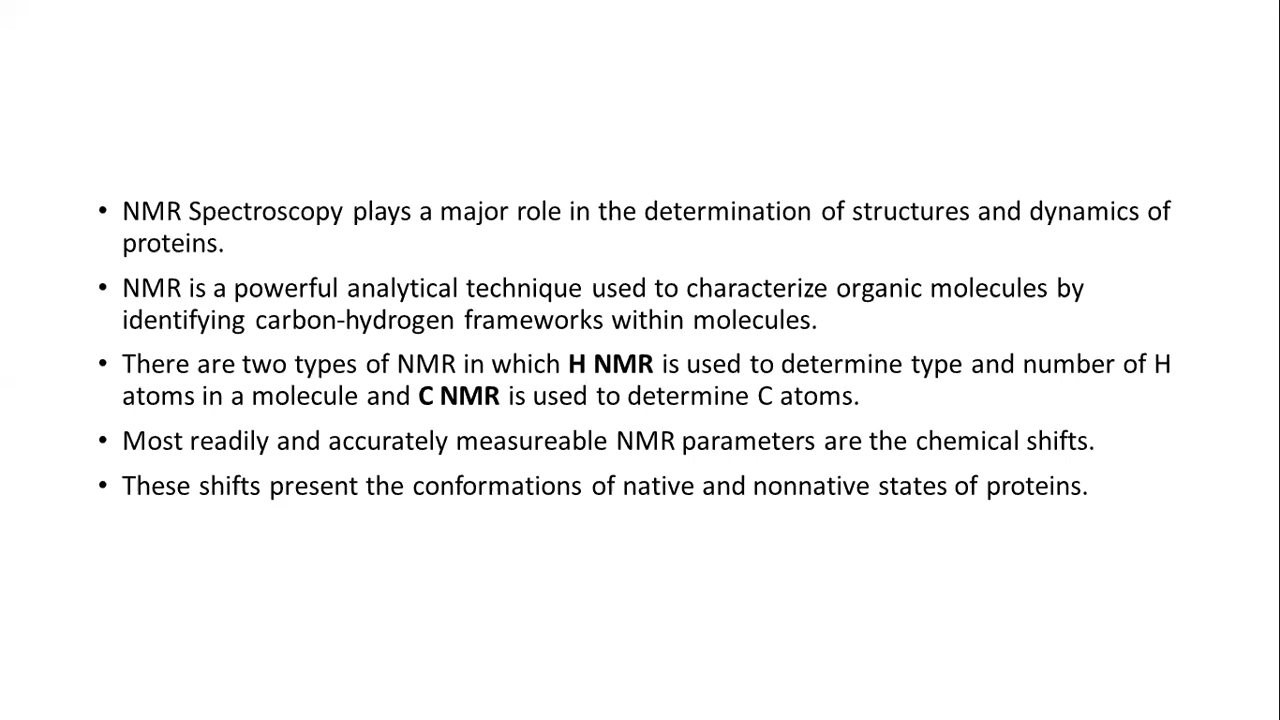 • NMR Spectroscopy plays a major role in the determination of structures and dynamics of
proteins.
• NMR is a powerful analytical technique used to characterize organic molecules by
identifying carbon-hydrogen frameworks within molecules.
• There are two types of NMR in which H NMR is used to determine type and number of H
atoms in a molecule and C NMR is used to determine C atoms.
• Most readily and accurately measureable NMR parameters are the chemical shifts.
• These shifts present the conformations of native and nonnative states of proteins.